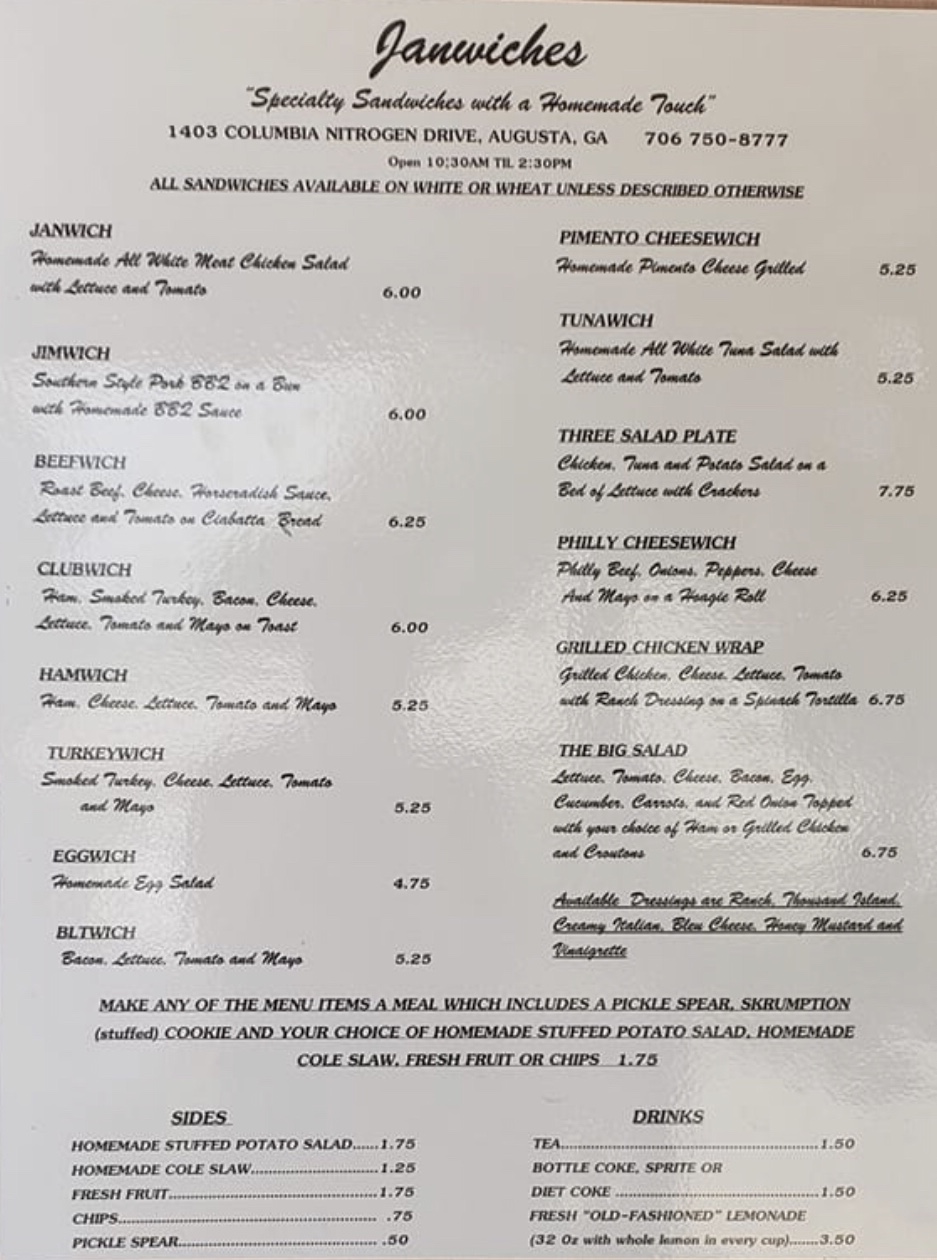 Janwiches
"Specialty Sandwiches with a Homemade Touch"
1403 COLUMBIA NITROGEN DRIVE, AUGUSTA, GA 706 750-8777
Open 10:30AM TIL 2:30PM
ALL SANDWICHES AVAILABLE ON WHITE OR WHEAT UNLESS DESCRIBED OTHERWISE
JANWICH
Homemade All White Meat Chicken Salad
with Lettuce and Tomato 6.00
JIMWICH
Southern Style Pork BBQ on a Bun
with Homemade BBQ Sauce 6.00
BEEFWICH
Roast Beef, Cheese, Horseradish Sauce,
Lettuce and Tomato on Ciabatta Bread 6.25
CLUBWICH
Ham, Smoked Turkey, Bacon, Cheese,
Lettuce, Tomato and Mayo on Toast 6.00
HAMWICH
Ham, Cheese, Lettuce, Tomato and Mayo 5.25
TURKEYWICH
Smoked Turkey, Cheese, Lettuce, Tomato
and Mayo 5.25
EGGWICH
Homemade Egg Salad 4.75
BLTWICH
Bacon, Lettuce, Tomato and Mayo 5.25
PIMENTO CHEESEWICH
Homemade Pimento Cheese Grilled 5.25
TUNAWICH
Homemade All White Tuna Salad with
Lettuce and Tomato 5.25
THREE SALAD PLATE
Chicken, Tuna and Potato Salad on a
Bed of Lettuce with Crackers 7.75
PHILLY CHEESEWICH
Philly Beef, Onions, Peppers, Cheese
And Mayo on a Hoagie Roll 6.25
GRILLED CHICKEN WRAP
Grilled Chicken, Cheese, Lettuce, Tomato
with Ranch Dressing on a Spinach Tortilla 6.75
THE BIG SALAD
Lettuce, Tomato, Cheese, Bacon, Egg,
Cucumber, Carrots, and Red Onion Topped
with your choice of Ham or Grilled Chicken
and Croutons 6.75
Available Dressings are Ranch, Thousand Island,
Creamy Italian, Bleu Cheese, Honey Mustard and
Vinaigrette
MAKE ANY OF THE MENU ITEMS A MEAL WHICH INCLUDES A PICKLE SPEAR, SKRUMPTION
(stuffed) COOKIE AND YOUR CHOICE OF HOMEMADE STUFFED POTATO SALAD, HOMEMADE
COLE SLAW, FRESH FRUIT OR CHIPS 1.75
SIDES
HOMEMADE STUFFED POTATO SALAD......1.75
HOMEMADE COLE SLAW..............................1.25
FRESH FRUIT.................................................1.75
CHIPS............................................................ .75
PICKLE SPEAR................................................ .50
DRINKS
TEA............................................................1.50
BOTTLE COKE, SPRITE OR
DIET COKE ................................................1.50
FRESH "OLD-FASHIONED" LEMONADE
(32 Oz with whole lemon in every cup).......3.50